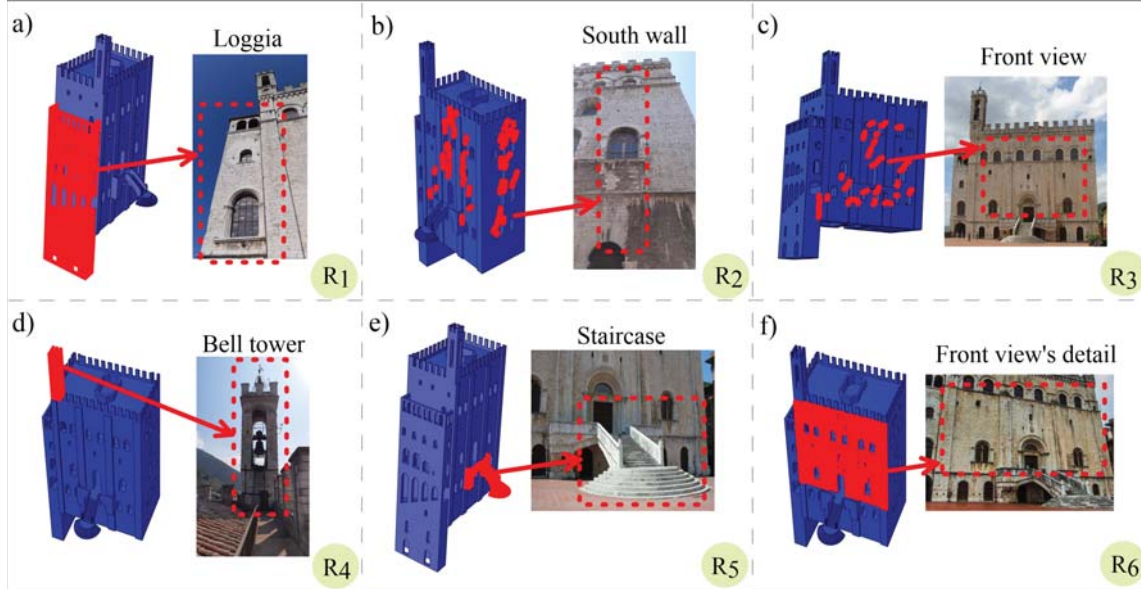 a)
Loggia
R1
b)
South wall
R2
c)
Front view
R3
d)
Bell tower
R4
e)
Staircase
R5
f)
Front view's detail
R6